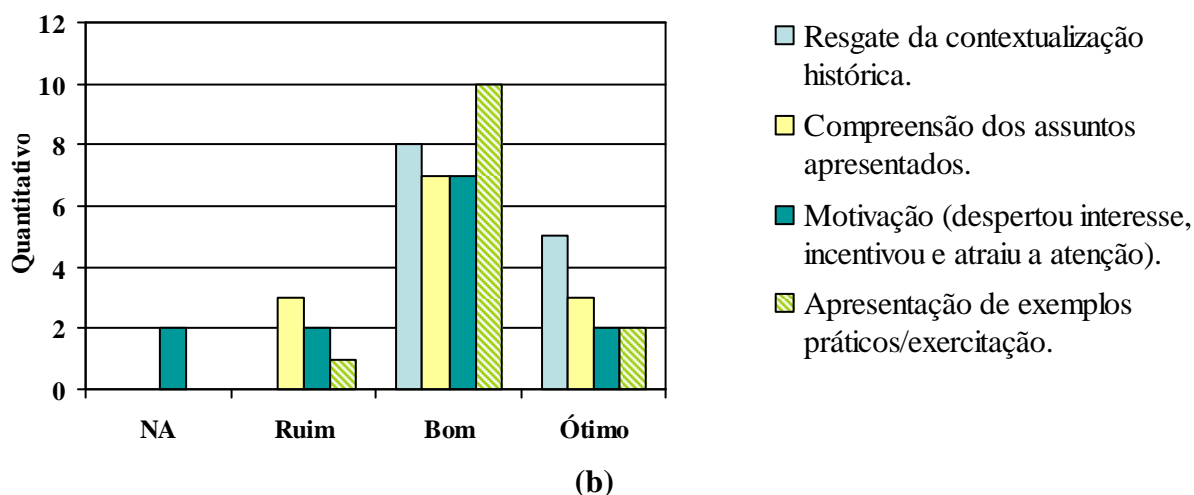 12
10
8
6
4
2
0
Quantitativo
NA Ruim Bom Ótimo
Resgate da contextualização
histórica.
Compreensão dos assuntos
apresentados.
Motivação (despertou interesse,
incentivou e atraiu a atenção).
Apresentação de exemplos
práticos/exercitação.
(b)